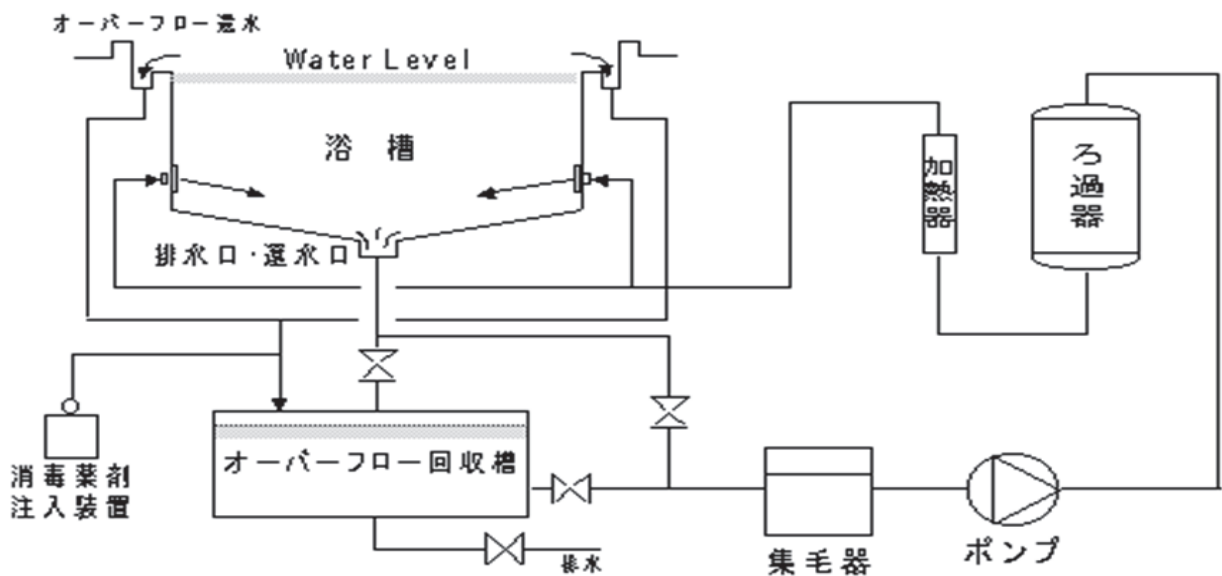 オーバーフロー還水
Water Level
浴槽
加熱器
ろ過器
排水口・還水口
オーバーフロー回収槽
消毒薬剤
注入装置
排水
集毛器
ポンプ